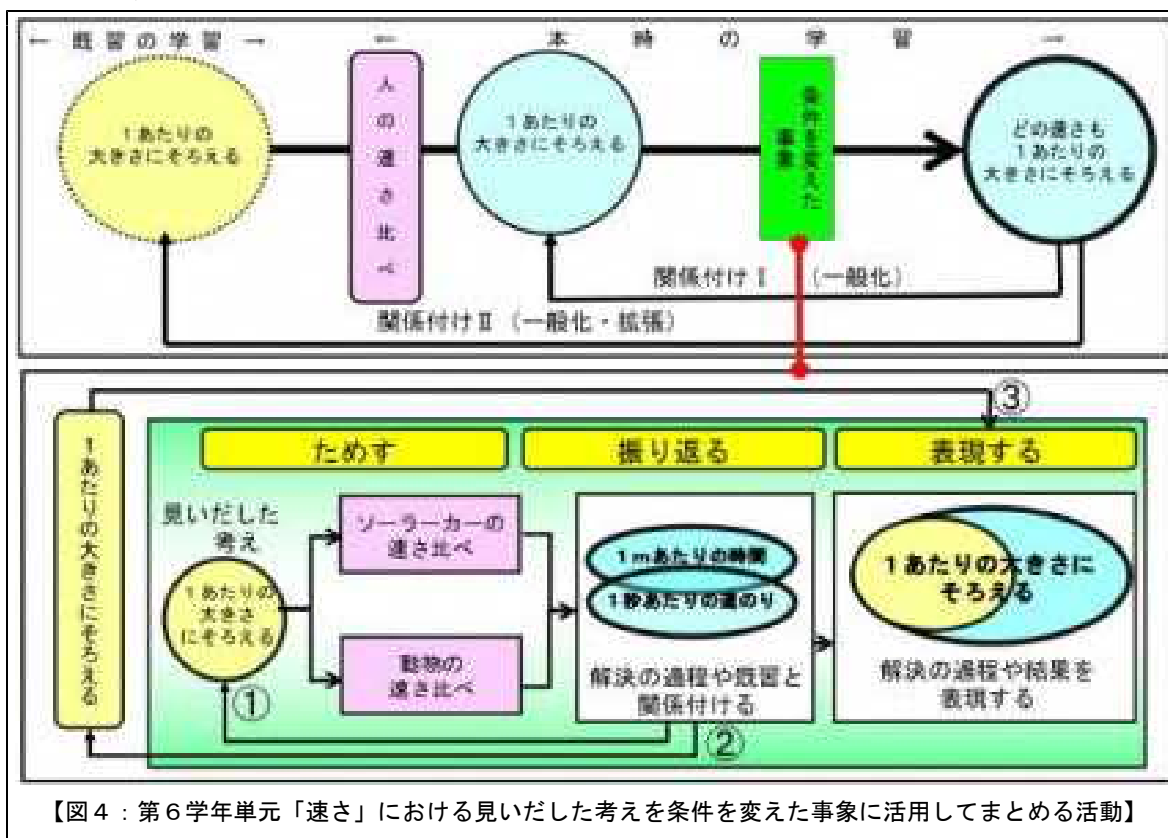 ← 既習の学習 →
← 本時の学習 →
1あたりの
大きさにそろえる
人の速さ比べ
1あたりの
大きさにそろえる
条件を変えた
事象
どの速さも
1あたりの
大きさにそろえる
関係付けⅠ (一般化)
関係付けⅡ (一般化・拡張)
③
1あたりの大きさにそろえる
ためす
振り返る
表現する
見いだした
考え
1あたりの
大きさ
にそろえる
ソーラーカーの
速さ比べ
動物の
速さ比べ
1mあたりの時間
1秒あたりの道のり
解決の過程や既習と
関係付ける
1あたりの大きさに
そろえる
解決の過程や結果を
表現する
①
②
【図4:第6学年単元「速さ」における見いだした考えを条件を変えた事象に活用してまとめる活動】